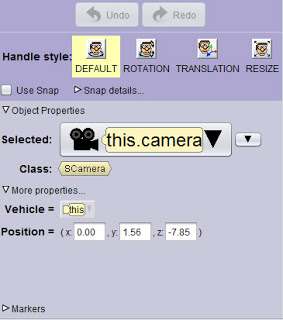 Undo Redo
Handle style:
DEFAULT ROTATION TRANSLATION RESIZE
Use Snap Snap details...
Object Properties
Selected: this.camera
Class: SCamera
More properties...
Vehicle = this
Position = ( x: 0.00 , y: 1.56 , z: -7.85 )
Markers